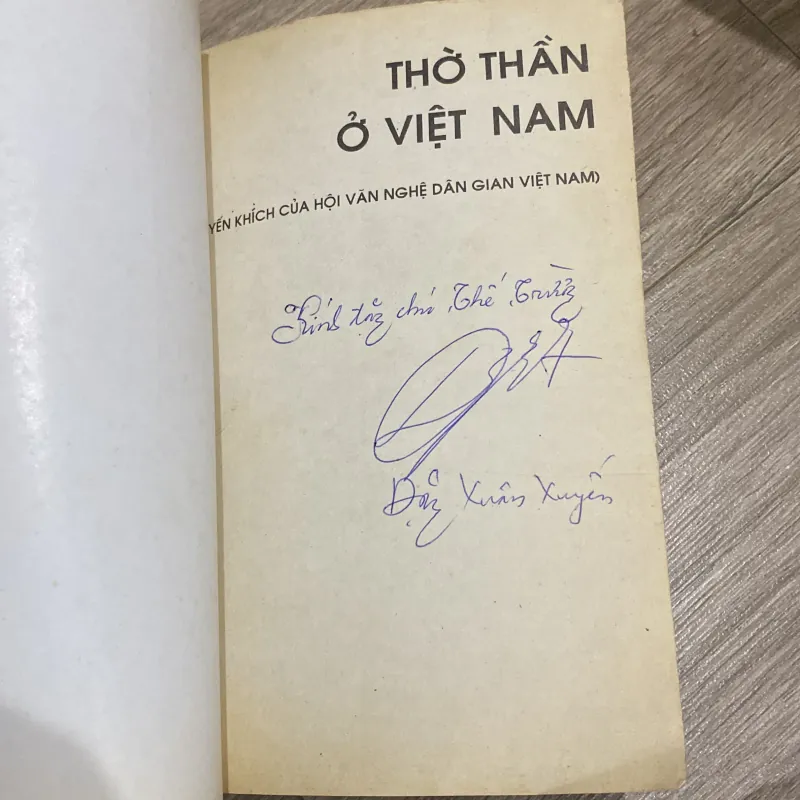 THỜ THẦN
Ở VIỆT NAM
YẾN KHÍCH CỦA HỘI VĂN NGHỆ DÂN GIAN VIỆT NAM)
Kính tặng chú Thế Trường
Đặng Xuân Xuyến